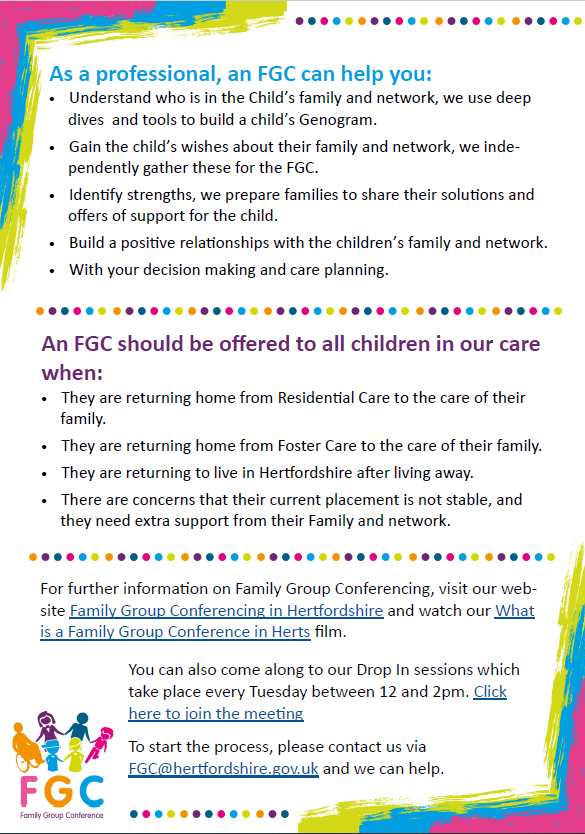 As a professional, an FGC can help you:
• Understand who is in the Child's family and network, we use deep
dives and tools to build a child's Genogram.
• Gain the child's wishes about their family and network, we inde-
pendently gather these for the FGC.
• Identify strengths, we prepare families to share their solutions and
offers of support for the child.
• Build a positive relationships with the children's family and network.
• With your decision making and care planning.
An FGC should be offered to all children in our care
when:
• They are returning home from Residential Care to the care of their
family.
• They are returning home from Foster Care to the care of their family.
• They are returning to live in Hertfordshire after living away.
• There are concerns that their current placement is not stable, and
they need extra support from their Family and network.
For further information on Family Group Conferencing, visit our web-
site Family Group Conferencing in Hertfordshire and watch our What
is a Family Group Conference in Herts film.
You can also come along to our Drop In sessions which
take place every Tuesday between 12 and 2pm. Click
here to join the meeting
To start the process, please contact us via
FGC@hertfordshire.gov.uk and we can help.
FGC
Family Group Conference